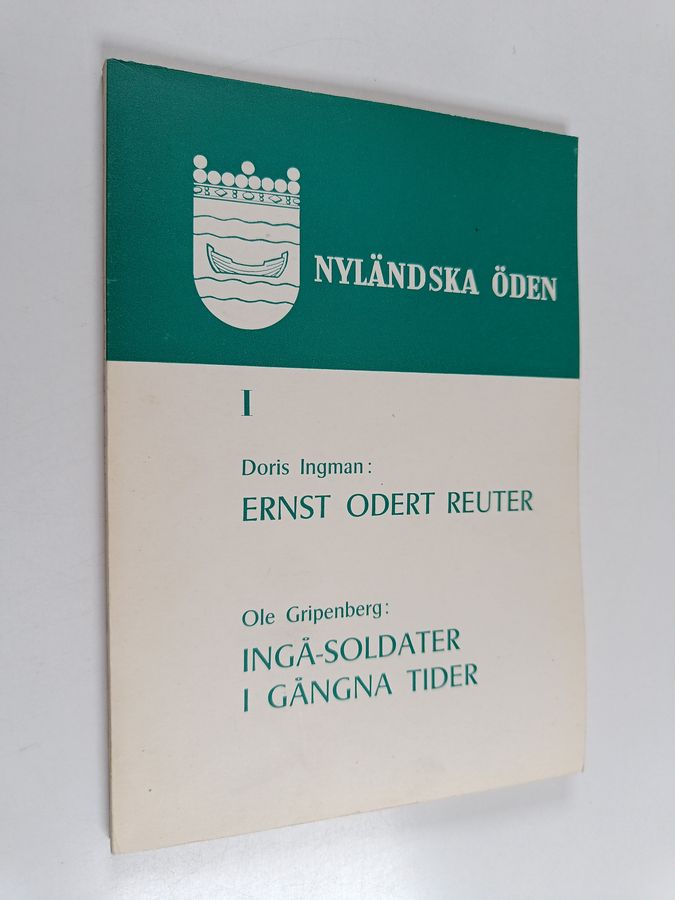 NYLÄNDSKA ÖDEN
I
Doris Ingman:
ERNST ODERT REUTER
Ole Gripenberg:
INGÅ-SOLDATER
I GÅNGNA TIDER